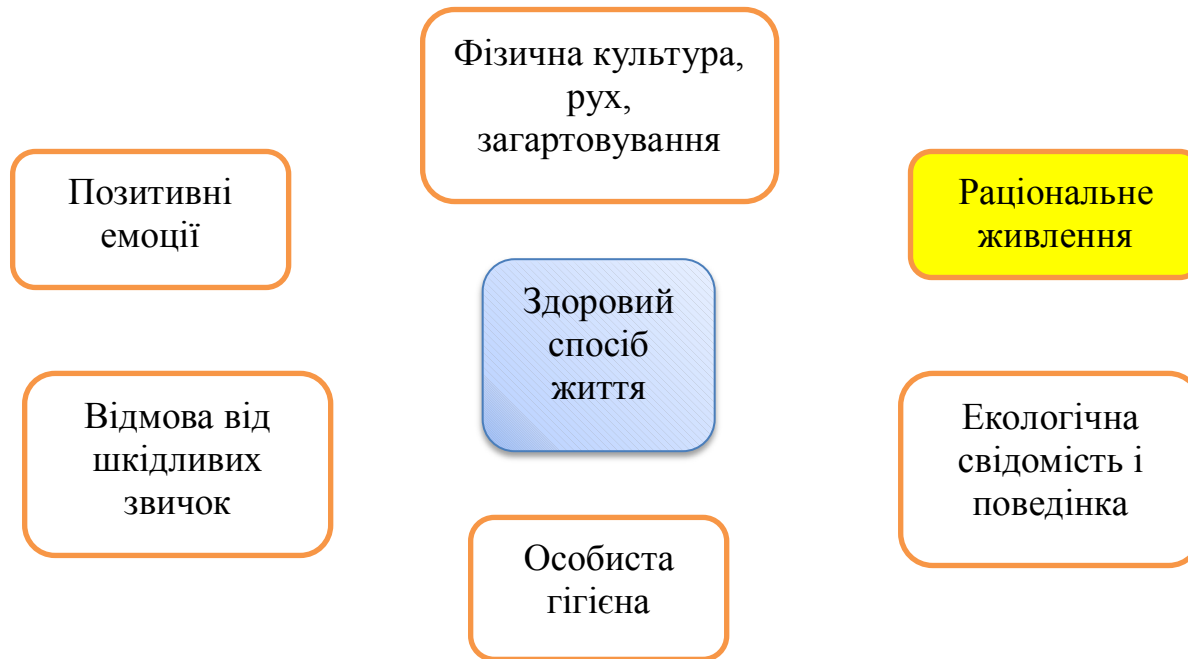 Фізична культура,
рух,
загартовування
Позитивні
емоції
Раціональне
живлення
Здоровий
спосіб
життя
Відмова від
шкідливих
звичок
Екологічна
свідомість і
поведінка
Особиста
гігієна